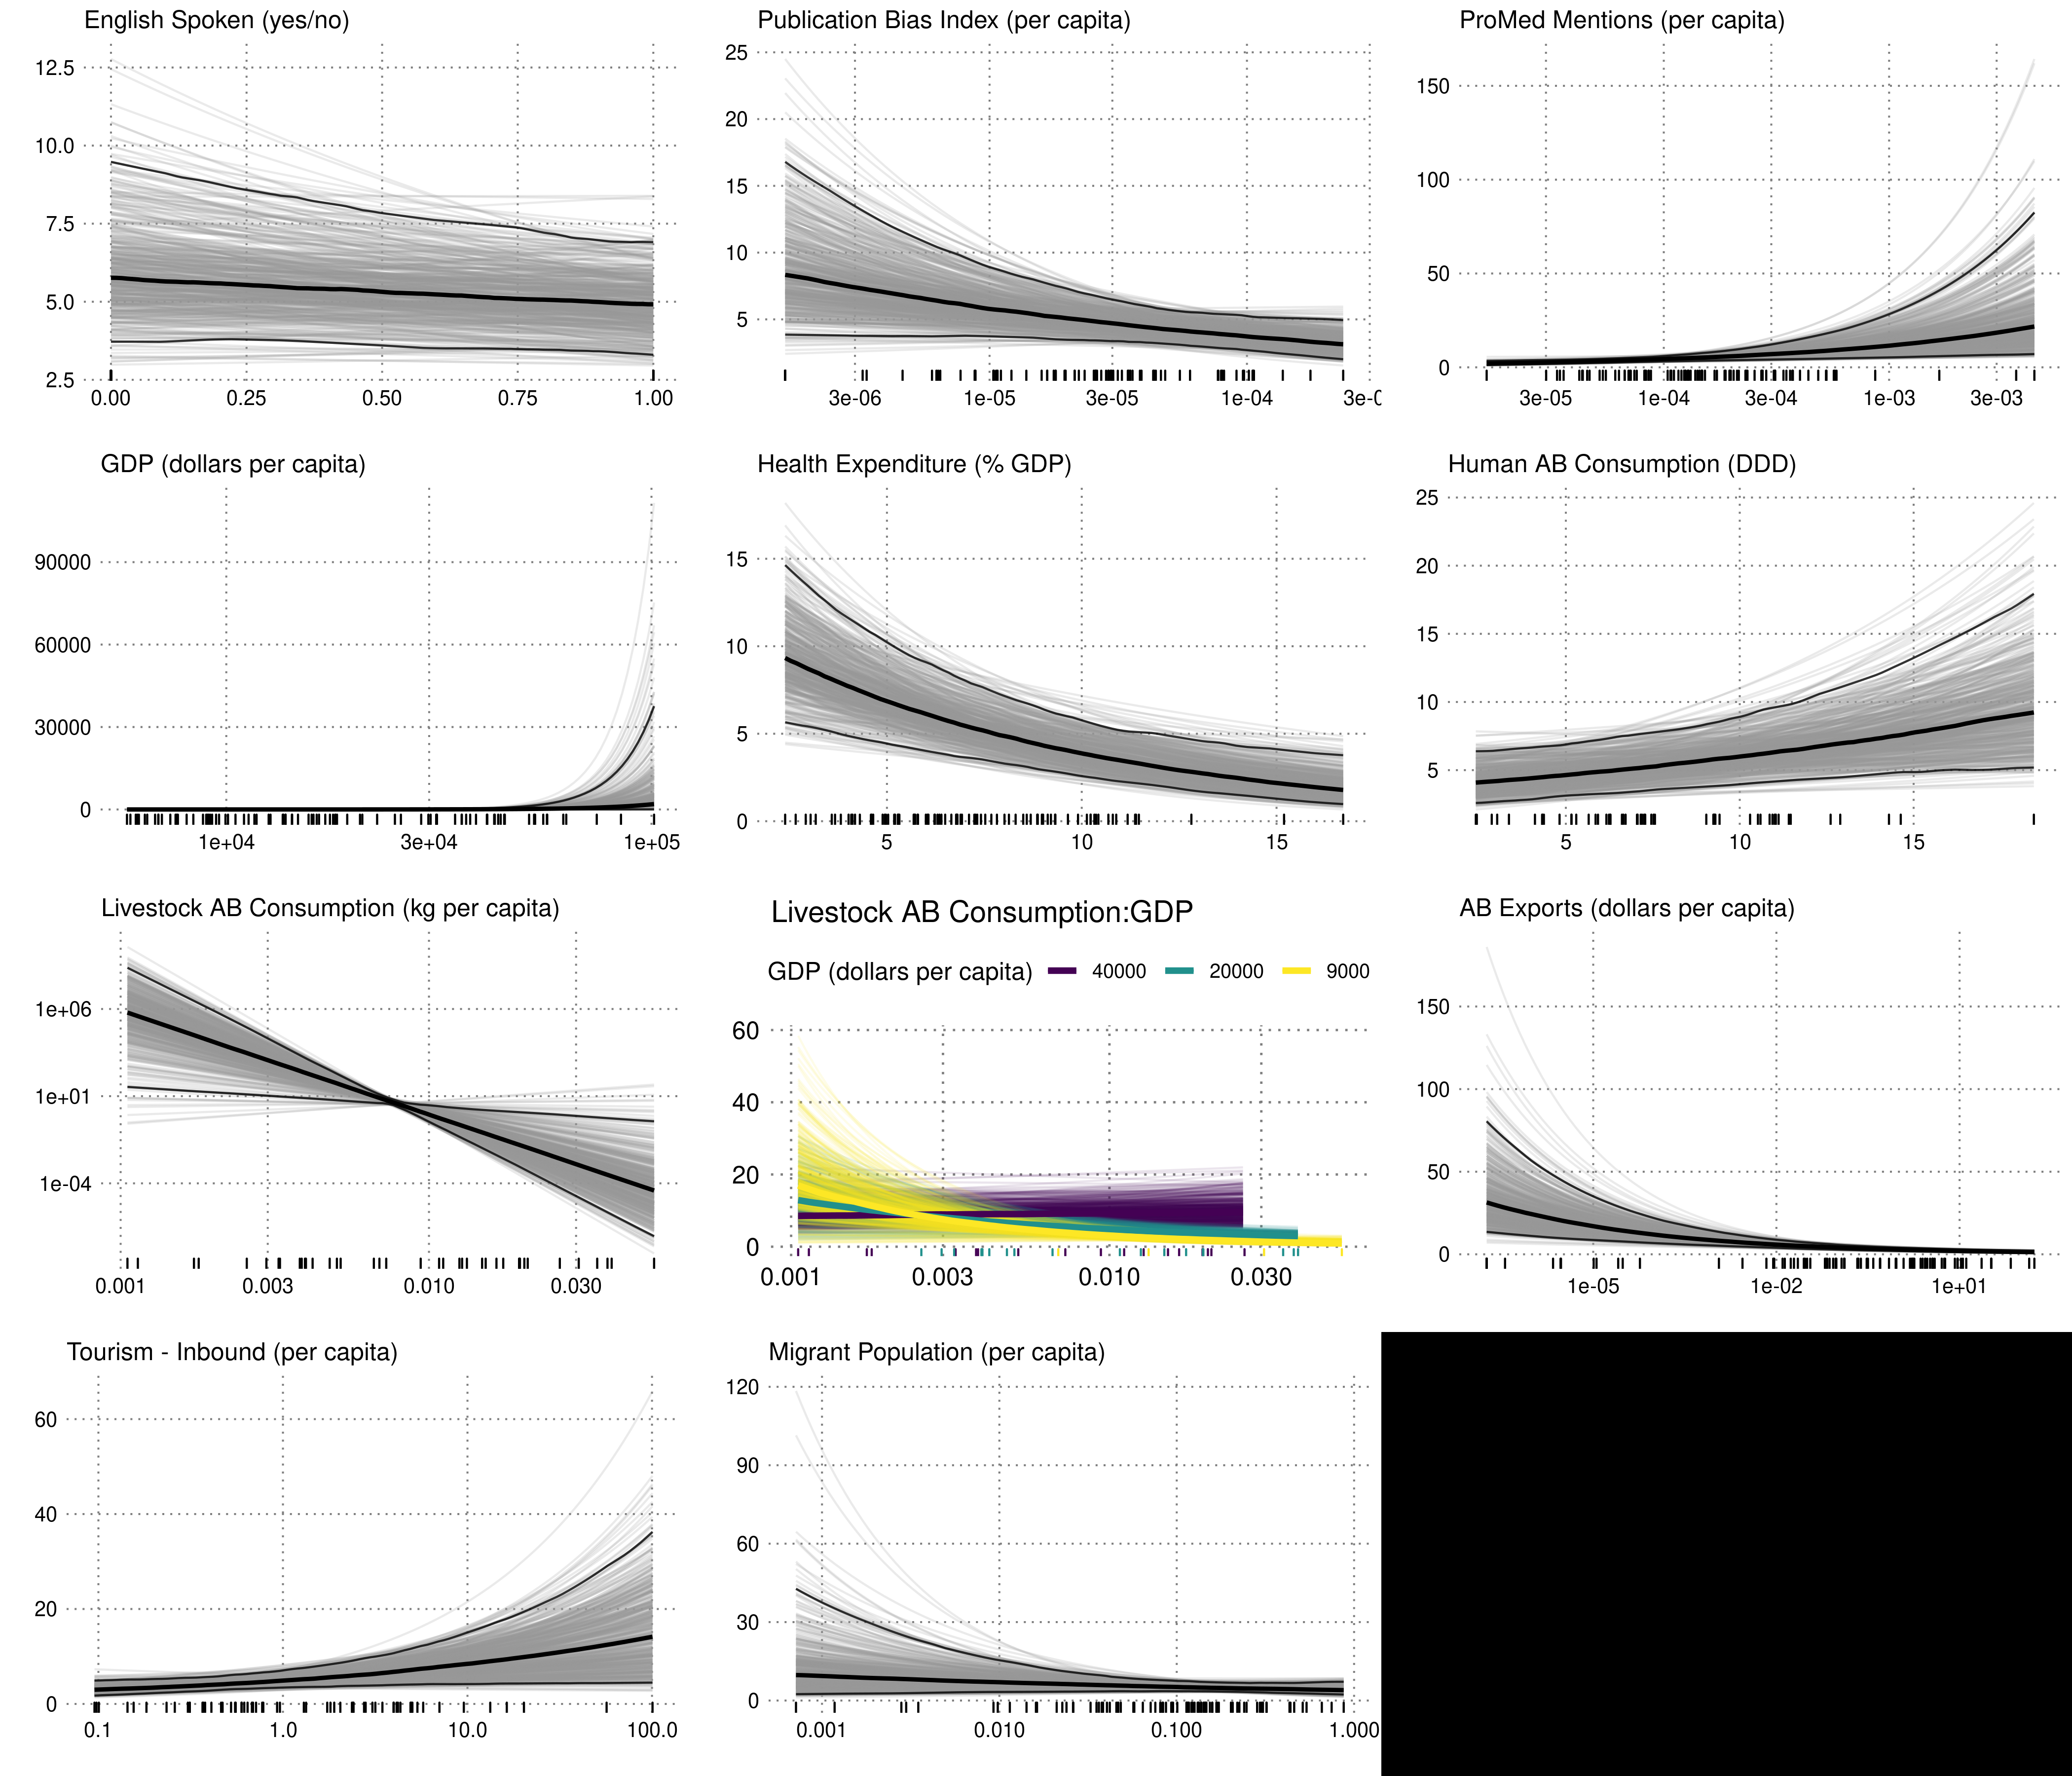 English Spoken (yes/no)
12.5
10.0
7.5
5.0
2.5
0.00 0.25 0.50 0.75 1.00
Publication Bias Index (per capita)
25
20
15
10
5
3e-06 1e-05 3e-05 1e-04 3e-0
ProMed Mentions (per capita)
150
100
50
0
3e-05 1e-04 3e-04 1e-03 3e-03
GDP (dollars per capita)
90000
60000
30000
0
1e+04 3e+04 1e+05
Health Expenditure (% GDP)
15
10
5
0
5 10 15
Human AB Consumption (DDD)
25
20
15
10
5
5 10 15
Livestock AB Consumption (kg per capita)
1e+06
1e+01
1e-04
0.001 0.003 0.010 0.030
Livestock AB Consumption:GDP
GDP (dollars per capita) 40000 20000 9000
60
40
20
0
0.001 0.003 0.010 0.030
AB Exports (dollars per capita)
150
100
50
0
1e-05 1e-02 1e+01
Tourism - Inbound (per capita)
60
40
20
0
0.1 1.0 10.0 100.0
Migrant Population (per capita)
120
90
60
30
0
0.001 0.010 0.100 1.000